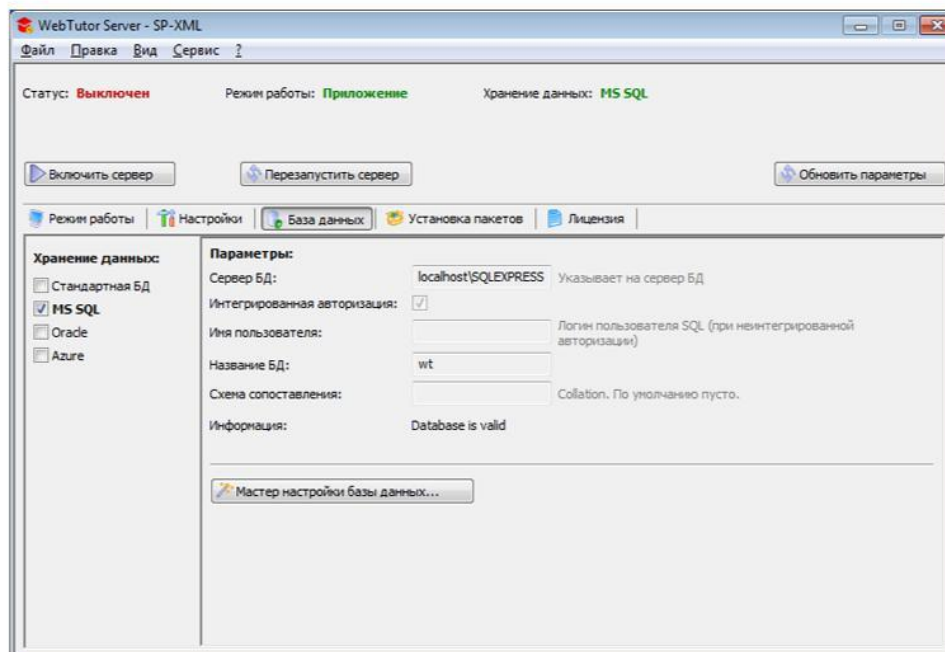 WebTutor Server - SP-XML
Файл Правка Вид Сервис ?
Статус: Выключен Режим работы: Приложение Хранение данных: MS SQL
Включить сервер Перезапустить сервер Обновить параметры
Режим работы Настройки База данных Установка пакетов Лицензия
Хранение данных:
Стандартная БД
MS SQL
Oracle
Azure
Параметры:
Сервер БД: localhost\SQLEXPRESS Указывает на сервер БД
Интегрированная авторизация:
Имя пользователя: Логин пользователя SQL (при неинтегрированной
авторизации)
Название БД: wt
Схема сопоставления: Collation. По умолчанию пусто.
Информация: Database is valid
Мастер настройки базы данных...